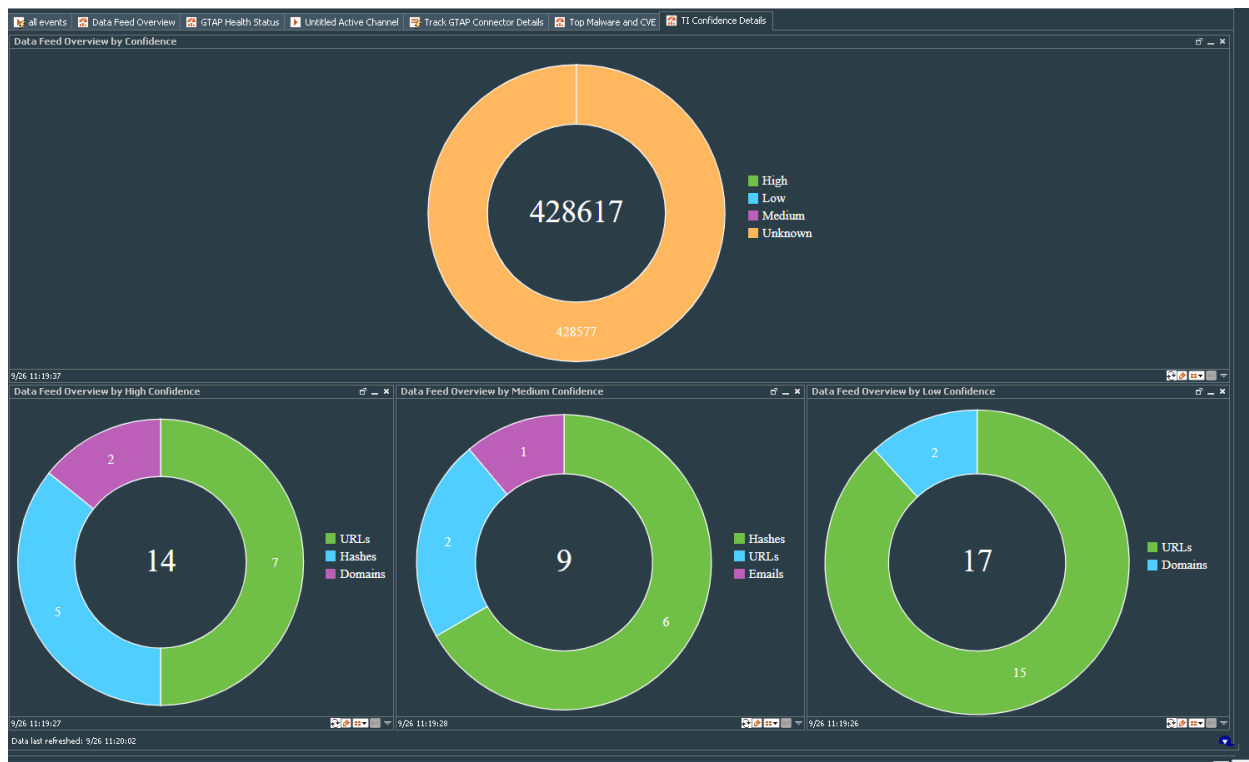 all events Data Feed Overview GTAP Health Status Untitled Active Channel Track GTAP Connector Details Top Malware and CVE TI Confidence Details
Data Feed Overview by Confidence
428617
428577
High
Low
Medium
Unknown
9/26 11:19:37
Data Feed Overview by High Confidence
2
7
5
14
URLs
Hashes
Domains
9/26 11:19:27
Data Feed Overview by Medium Confidence
1
2
6
9
Hashes
URLs
Emails
9/26 11:19:28
Data Feed Overview by Low Confidence
2
15
17
URLs
Domains
9/26 11:19:26
Data last refreshed: 9/26 11:20:02